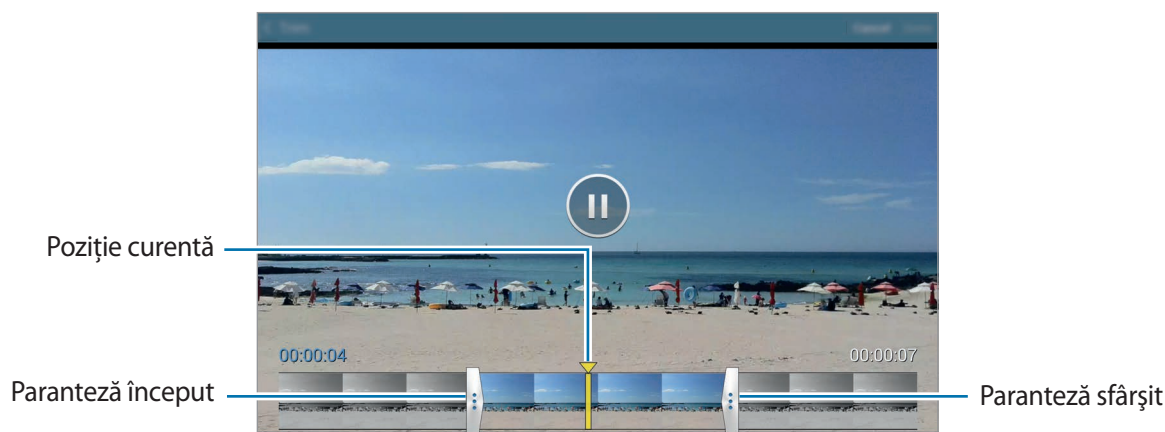 Poziție curentă
00:00:04
00:00:07
Paranteză început
Paranteză sfârşit